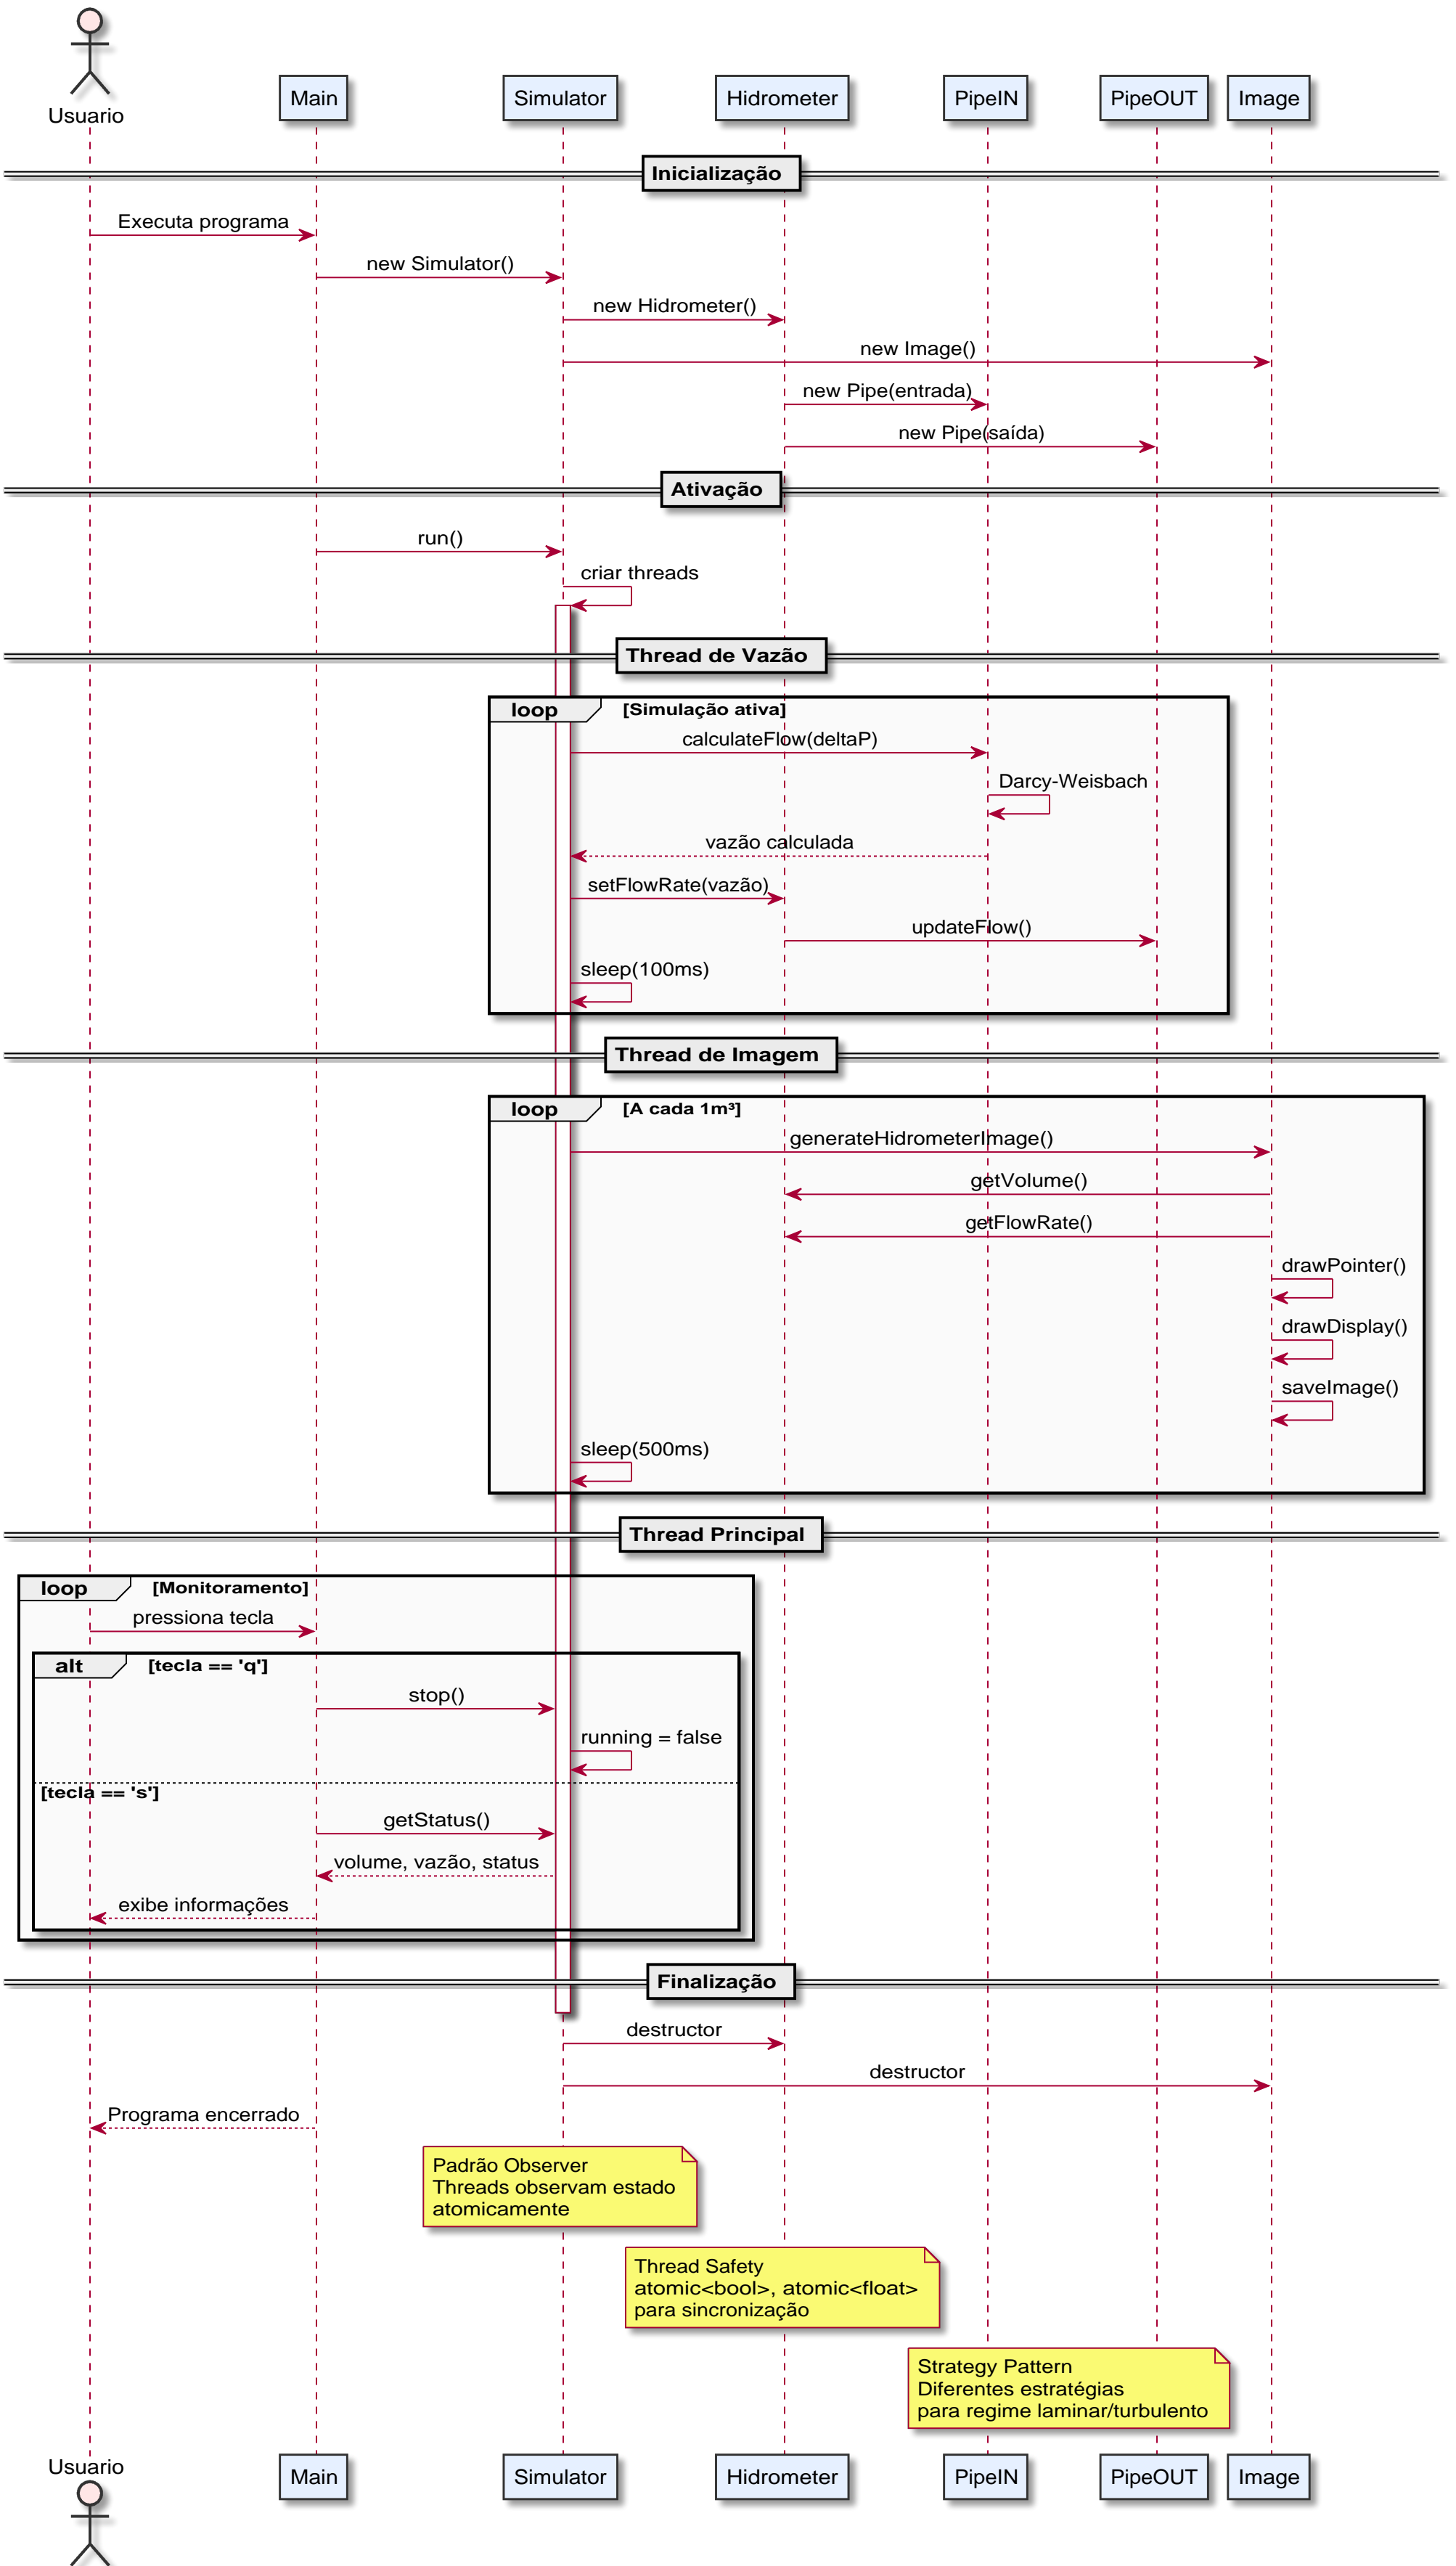 Usuario
Main
Simulator
Hidrometer
PipeIN
PipeOUT
Image
Inicialização
Executa programa
new Simulator()
new Hidrometer()
new Image()
new Pipe(entrada)
new Pipe(saída)
Ativação
run()
criar threads
Thread de Vazão
loop
[Simulação ativa]
calculateFlow(deltaP)
Darcy-Weisbach
vazão calculada
setFlowRate(vazão)
updateFlow()
sleep(100ms)
Thread de Imagem
loop
[A cada 1m³]
generateHidrometerImage()
getVolume()
getFlowRate()
drawPointer()
drawDisplay()
saveImage()
sleep(500ms)
Thread Principal
loop
[Monitoramento]
pressiona tecla
alt
[tecla == 'q']
stop()
running = false
[tecla == 's']
getStatus()
volume, vazão, status
exibe informações
Finalização
destructor
destructor
Programa encerrado
Padrão Observer
Threads observam estado
atomicamente
Thread Safety
atomic<bool>, atomic<float>
para sincronização
Strategy Pattern
Diferentes estratégias
para regime laminar/turbulento
Usuario
Main
Simulator
Hidrometer
PipeIN
PipeOUT
Image